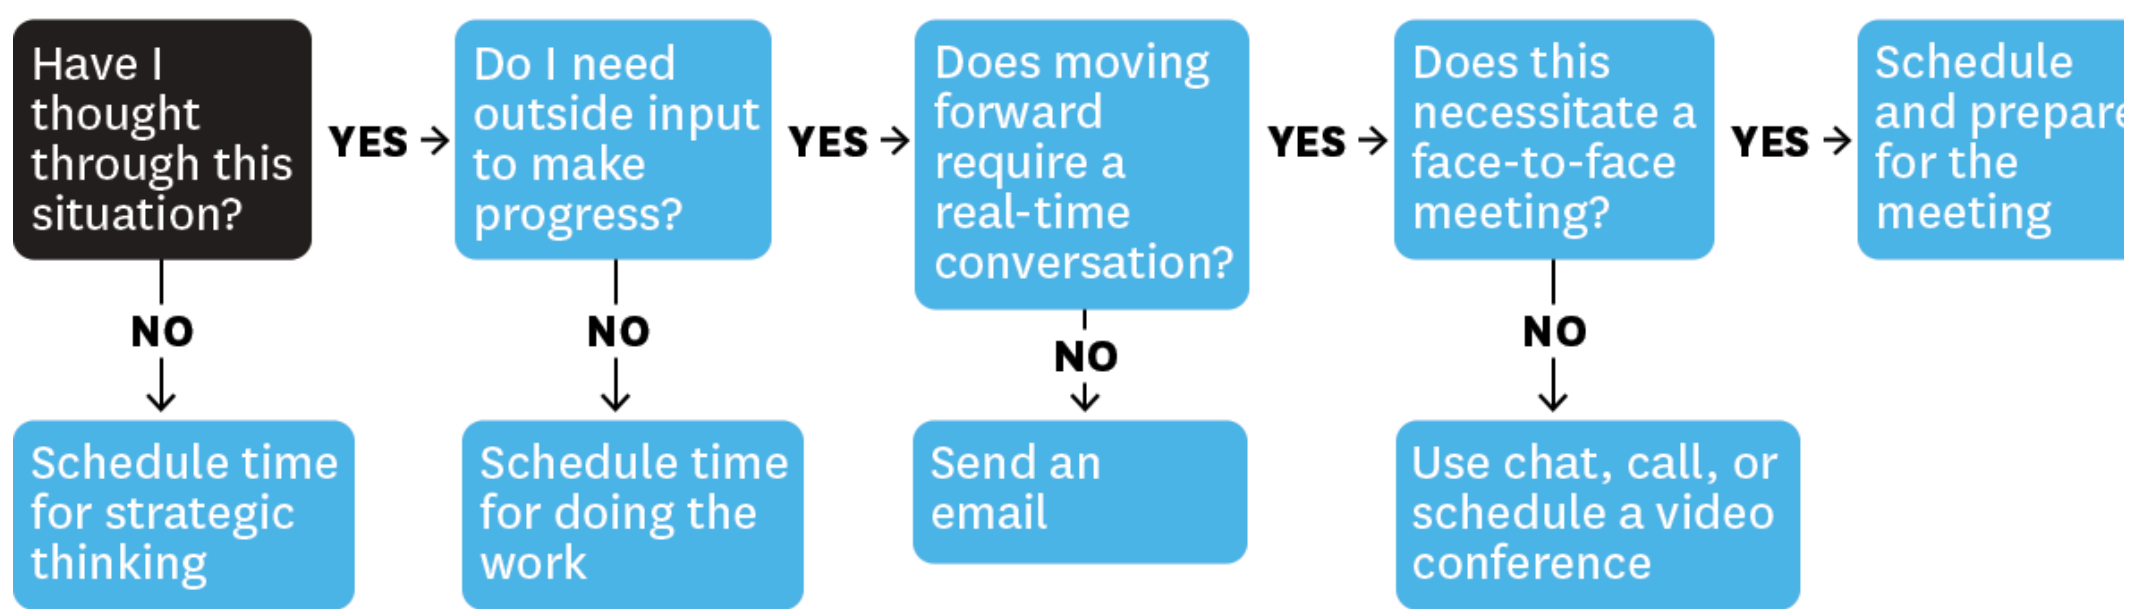 Have I
thought
through this
situation?
YES →
Do I need
outside input
to make
progress?
YES →
Does moving
forward
require a
real-time
conversation?
YES →
Does this
necessitate a
face-to-face
meeting?
YES →
Schedule
and prepare
for the
meeting
NO
NO
NO
NO
Schedule time
for strategic
thinking
Schedule time
for doing the
work
Send an
email
Use chat, call, or
schedule a video
conference